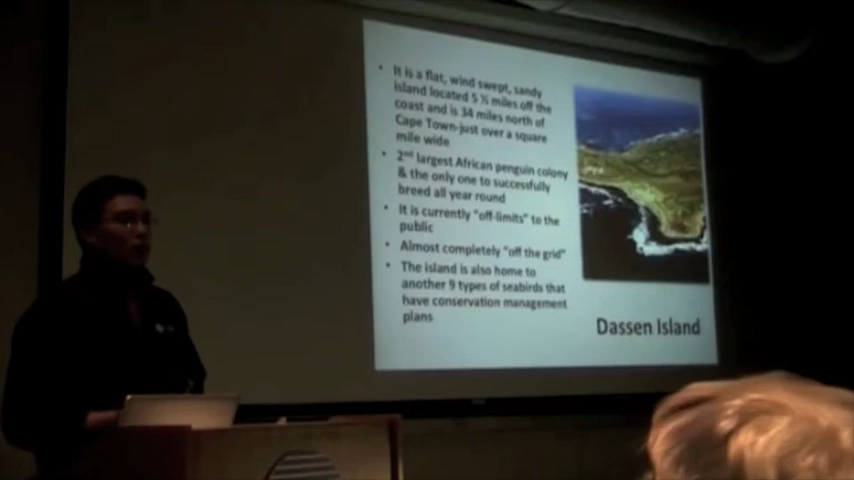 • It is a flat, wind swept, sandy
island located 5 ½ miles off the
coast and is 34 miles north of
Cape Town-just over a square
mile wide
• 2nd largest African penguin colony
& the only one to successfully
breed all year round
• It is currently "off-limits" to the
public
• Almost completely "off the grid"
• The island is also home to
another 9 types of seabirds that
have conservation management
plans
Dassen Island